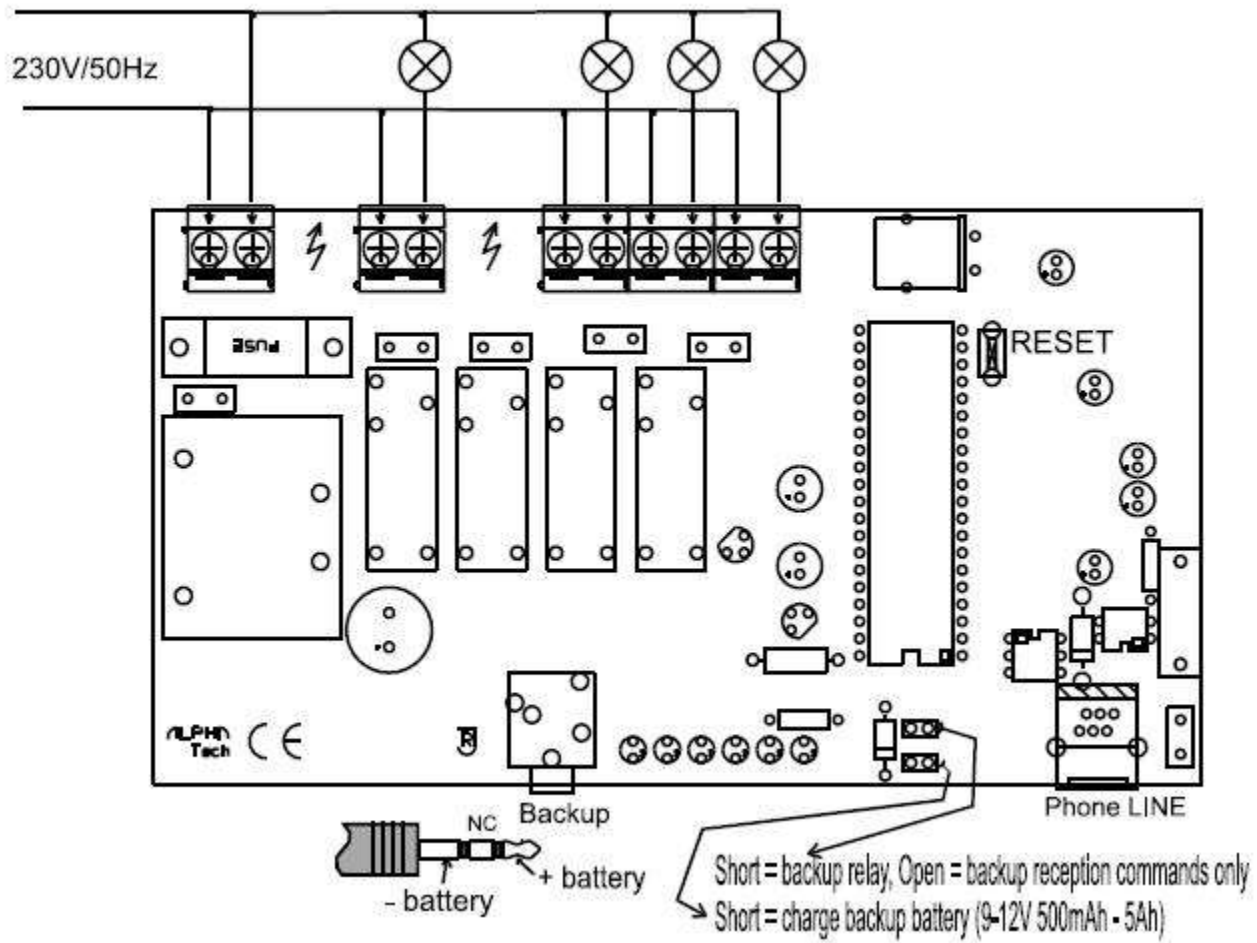 230V/50Hz
FUSE
RESET
ALPHA
Tech
CE
Backup
Phone LINE
NC
+ battery
- battery
Short = backup relay, Open = backup reception commands only
Short = charge backup battery (9-12V 500mAh - 5Ah)